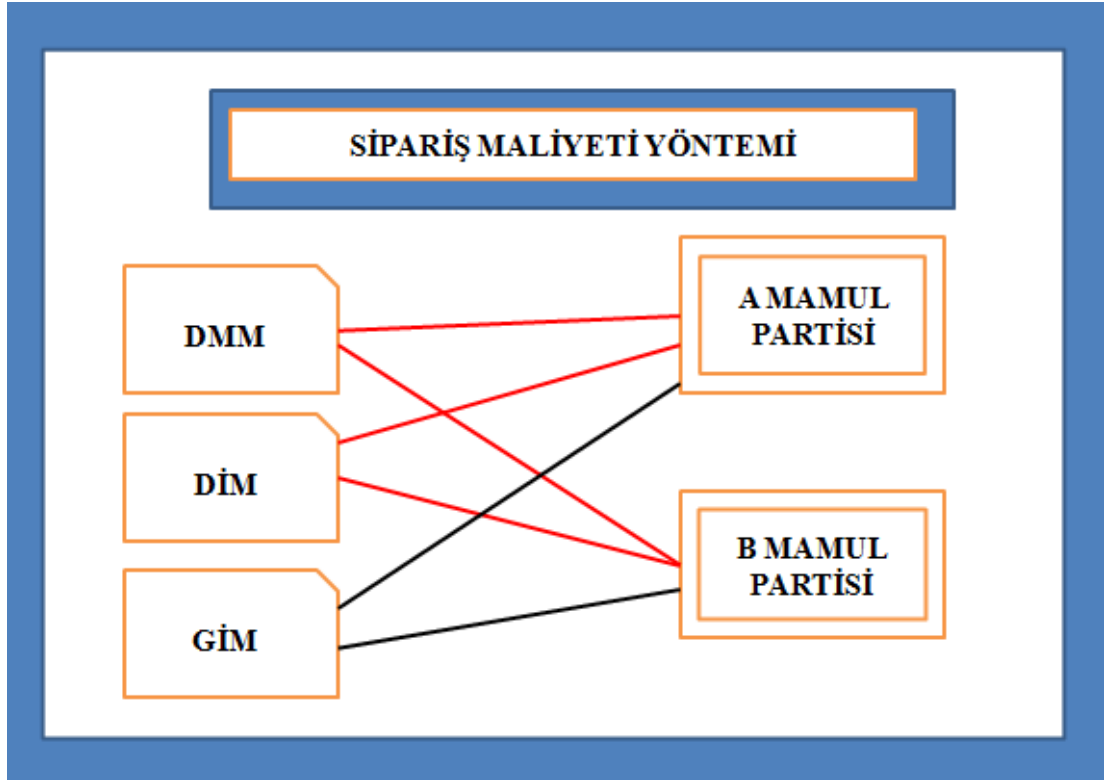 SİPARİŞ MALİYETİ YÖNTEMİ
DMM
DİM
GİM
A MAMUL
PARTİSİ
B MAMUL
PARTİSİ